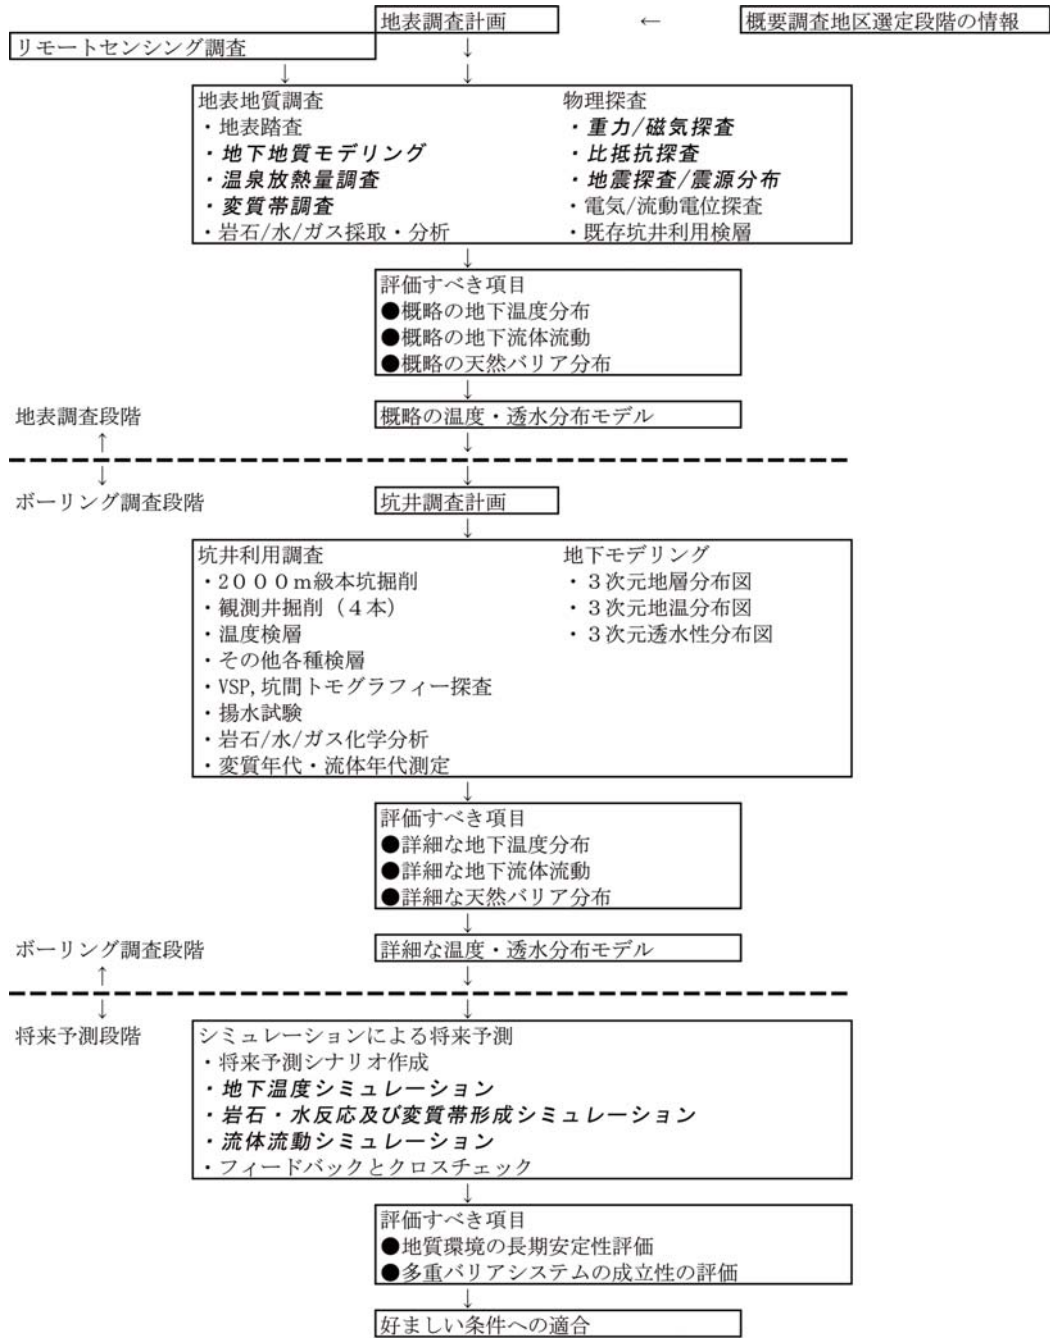 地表調査計画 ← 概要調査地区選定段階の情報
リモートセンシング調査 ↓
↓ ↓
地表地質調査 物理探査
・地表踏査 ・重力/磁気探査
・地下地質モデリング ・比抵抗探査
・温泉放熱量調査 ・地震探査/震源分布
・変質帯調査 ・電気/流動電位探査
・岩石/水/ガス採取・分析 ・既存坑井利用検層
↓
評価すべき項目
●概略の地下温度分布
●概略の地下流体流動
●概略の天然バリア分布
↓
地表調査段階 概略の温度・透水分布モデル
↑ ↓
↓ ↓
ボーリング調査段階 坑井調査計画
↓
坑井利用調査 地下モデリング
・2000m級本坑掘削 ・3次元地層分布図
・観測井掘削（4本） ・3次元地温分布図
・温度検層 ・3次元透水性分布図
・その他各種検層
・VSP,坑間トモグラフィー探査
・揚水試験
・岩石/水/ガス化学分析
・変質年代・流体年代測定
↓
評価すべき項目
●詳細な地下温度分布
●詳細な地下流体流動
●詳細な天然バリア分布
↓
ボーリング調査段階 詳細な温度・透水分布モデル
↑ ↓
↓ ↓
将来予測段階 シミュレーションによる将来予測
・将来予測シナリオ作成
・地下温度シミュレーション
・岩石・水反応及び変質帯形成シミュレーション
・流体流動シミュレーション
・フィードバックとクロスチェック
↓
評価すべき項目
●地質環境の長期安定性評価
●多重バリアシステムの成立性の評価
↓
好ましい条件への適合